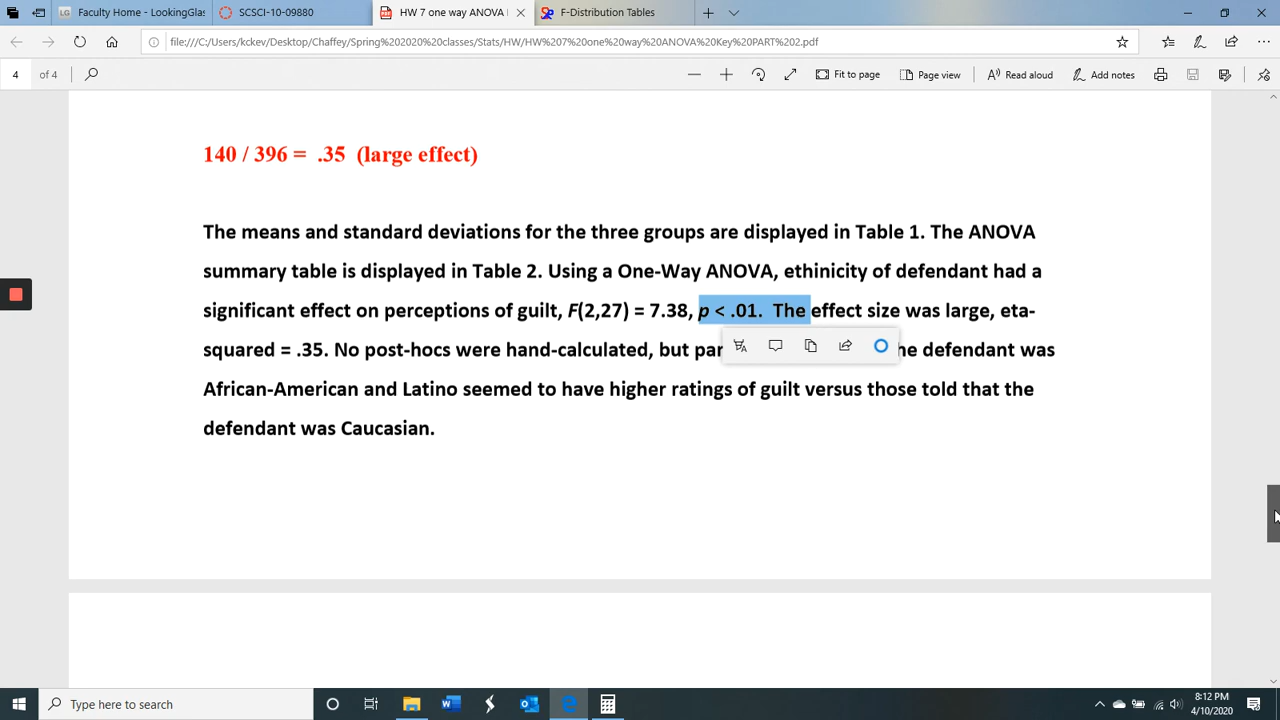 Faculty Home - LookingGlas
SCSCI-10-09880
HW 7 one way ANOVA
F-Distribution Tables
file:///C:/Users/kckev/Desktop/Chaffey/Spring%202020%20classes/Stats/HW/HW%207%20one%20way%20ANOVA%20Key%20PART%202.pdf
4 of 4
Fit to page
Page view
Read aloud
Add notes
140 / 396 = .35 (large effect)
The means and standard deviations for the three groups are displayed in Table 1. The ANOVA
summary table is displayed in Table 2. Using a One-Way ANOVA, ethinicity of defendant had a
significant effect on perceptions of guilt, F(2,27) = 7.38, p < .01. The effect size was large, eta-
squared = .35. No post-hocs were hand-calculated, but par he defendant was
African-American and Latino seemed to have higher ratings of guilt versus those told that the
defendant was Caucasian.
Type here to search
8:12 PM
4/10/2020